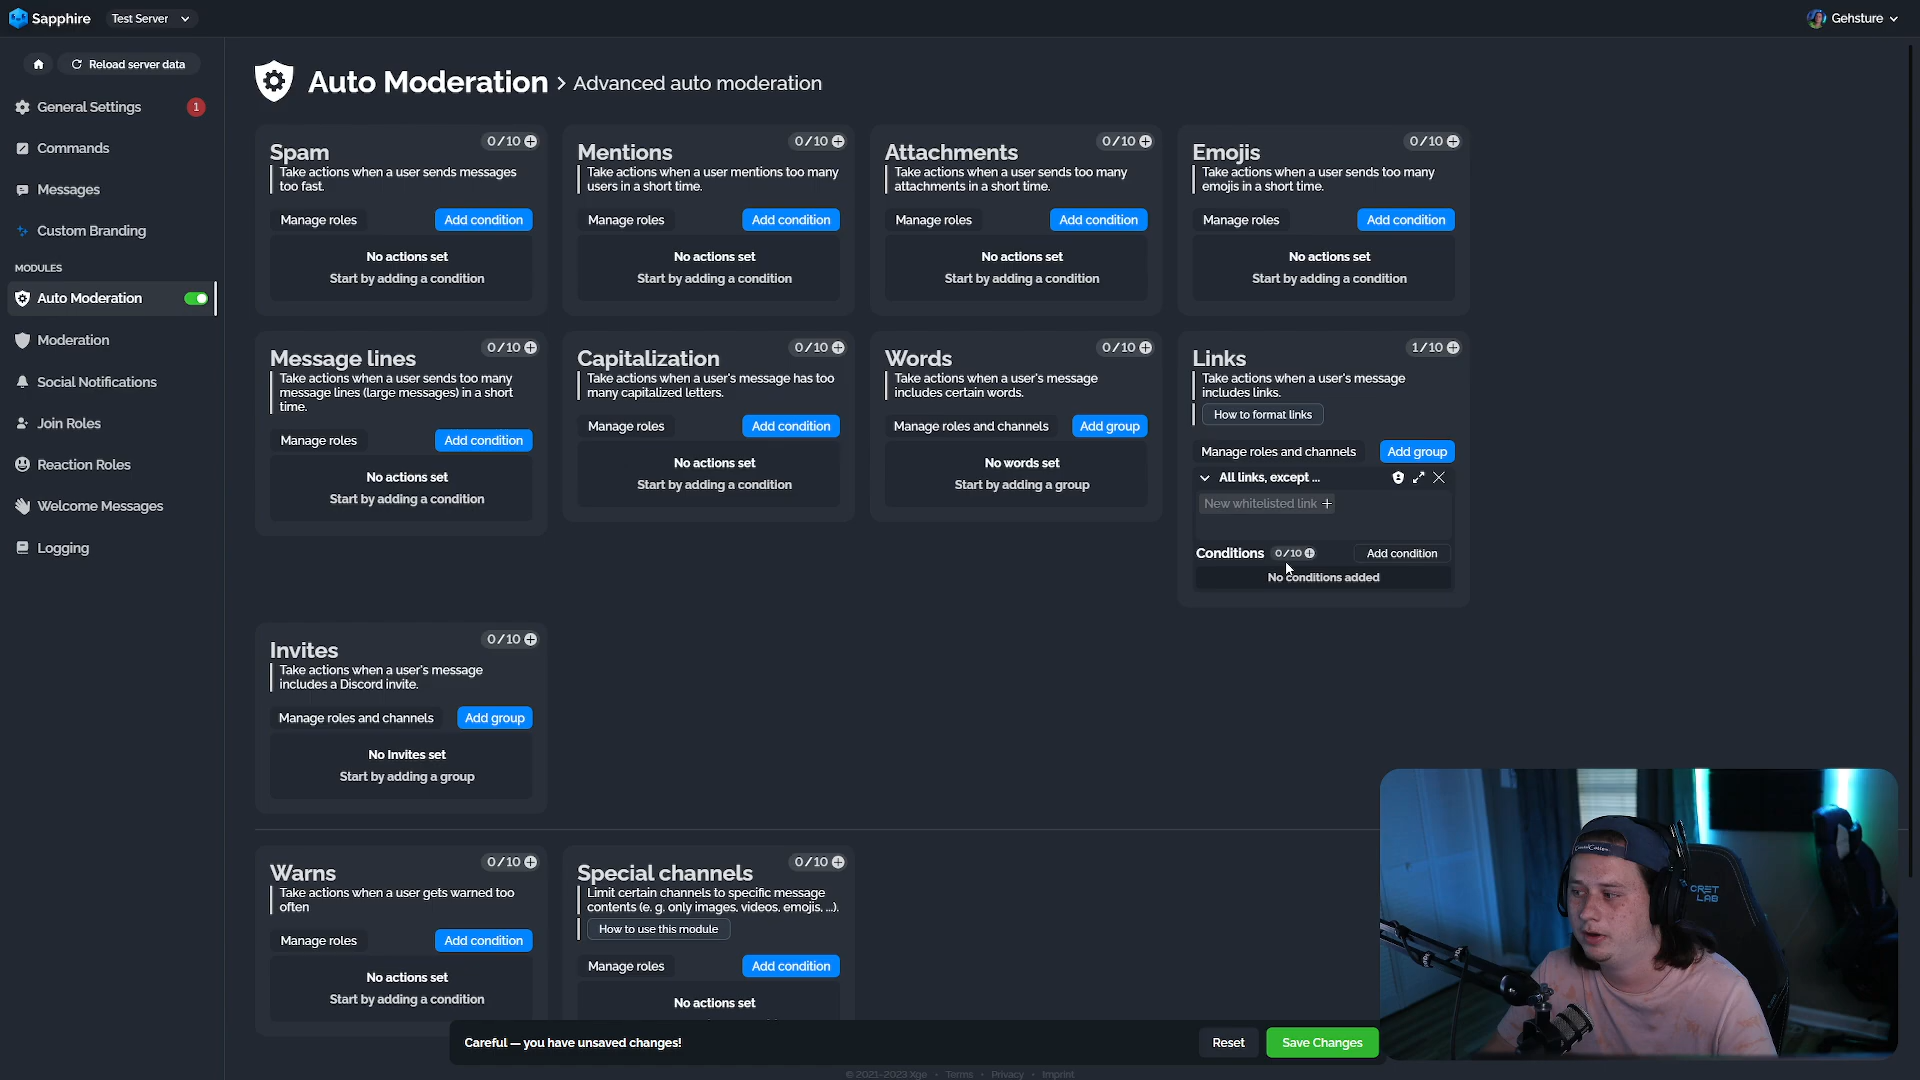 Sapphire
Test Server
Gehsture
Reload server data
General Settings
1
Commands
Messages
Custom Branding
MODULES
Auto Moderation
Moderation
Social Notifications
Join Roles
Reaction Roles
Welcome Messages
Logging
Auto Moderation > Advanced auto moderation
Spam
0/10
Take actions when a user sends messages
too fast.
Manage roles
Add condition
No actions set
Start by adding a condition
Mentions
0/10
Take actions when a user mentions too many
users in a short time.
Manage roles
Add condition
No actions set
Start by adding a condition
Attachments
0/10
Take actions when a user sends too many
attachments in a short time.
Manage roles
Add condition
No actions set
Start by adding a condition
Emojis
0/10
Take actions when a user sends too many
emojis in a short time.
Manage roles
Add condition
No actions set
Start by adding a condition
Message lines
0/10
Take actions when a user sends too many
message lines (large messages) in a short
time.
Manage roles
Add condition
No actions set
Start by adding a condition
Capitalization
0/10
Take actions when a user's message has too
many capitalized letters.
Manage roles
Add condition
No actions set
Start by adding a condition
Words
0/10
Take actions when a user's message
includes certain words.
Manage roles and channels
Add group
No words set
Start by adding a group
Links
1/10
Take actions when a user's message
includes links.
How to format links
Manage roles and channels
Add group
All links, except ...
New whitelisted link +
Conditions
0/10
Add condition
No conditions added
Invites
0/10
Take actions when a user's message
includes a Discord invite.
Manage roles and channels
Add group
No Invites set
Start by adding a group
Warns
0/10
Take actions when a user gets warned too
often
Manage roles
Add condition
No actions set
Start by adding a condition
Special channels
0/10
Limit certain channels to specific message
contents (e. g. only images, videos, emojis, ...).
How to use this module
Manage roles
Add condition
No actions set
Careful — you have unsaved changes!
Reset
Save Changes
© 2021-2023 Xge • Terms • Privacy • Imprint